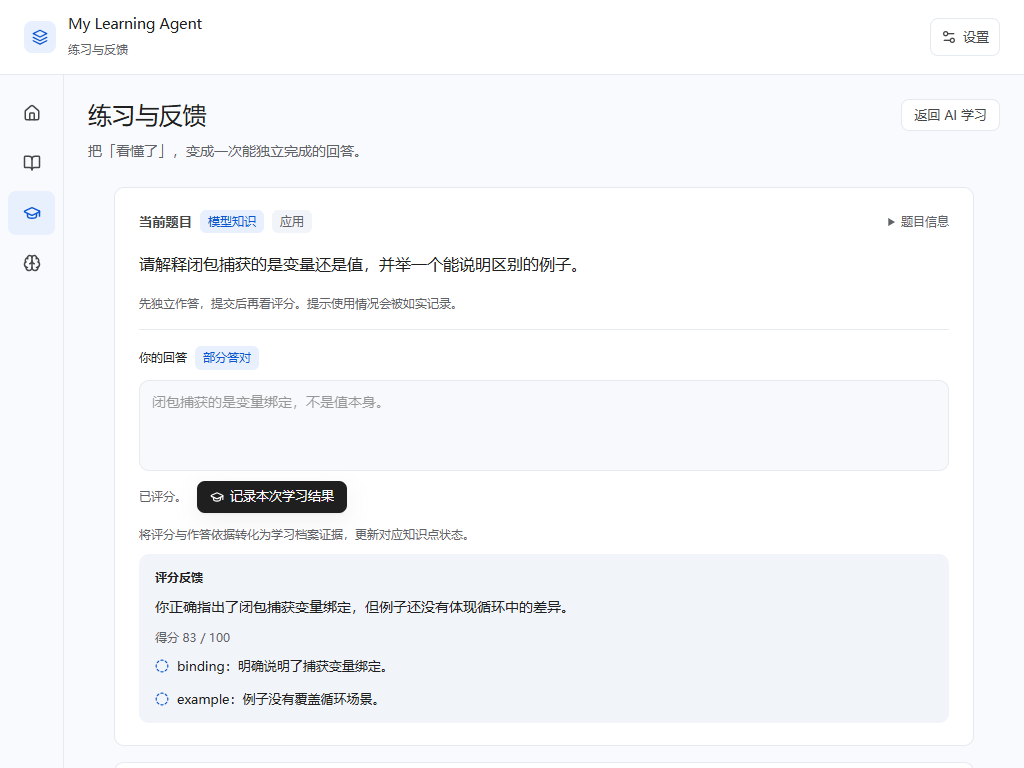 My Learning Agent
练习与反馈
设置
练习与反馈
返回 AI 学习
把「看懂了」，变成一次能独立完成的回答。
当前题目 模型知识 应用
题目信息
请解释闭包捕获的是变量还是值，并举一个能说明区别的例子。
先独立作答，提交后再看评分。提示使用情况会被如实记录。
你的回答 部分答对
闭包捕获的是变量绑定，不是值本身。
已评分。 记录本次学习结果
将评分与作答依据转化为学习档案证据，更新对应知识点状态。
评分反馈
你正确指出了闭包捕获变量绑定，但例子还没有体现循环中的差异。
得分 83 / 100
binding：明确说明了捕获变量绑定。
example：例子没有覆盖循环场景。